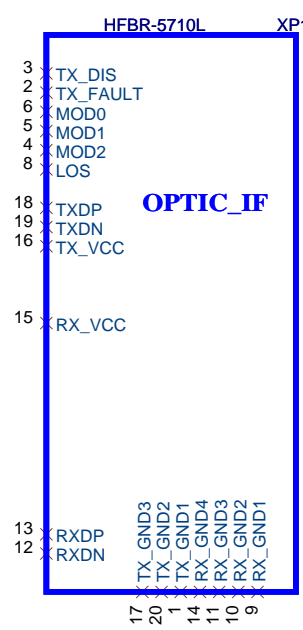 HFBR-5710L XP1
3 TX_DIS
2 TX_FAULT
6 MOD0
5 MOD1
4 MOD2
8 LOS
OPTIC_IF
18 TXDP
19 TXDN
16 TX_VCC
15 RX_VCC
13 RXDP
12 RXDN
17 TX_GND3
20 TX_GND2
1 TX_GND1
14 RX_GND4
11 RX_GND3
10 RX_GND2
9 RX_GND1